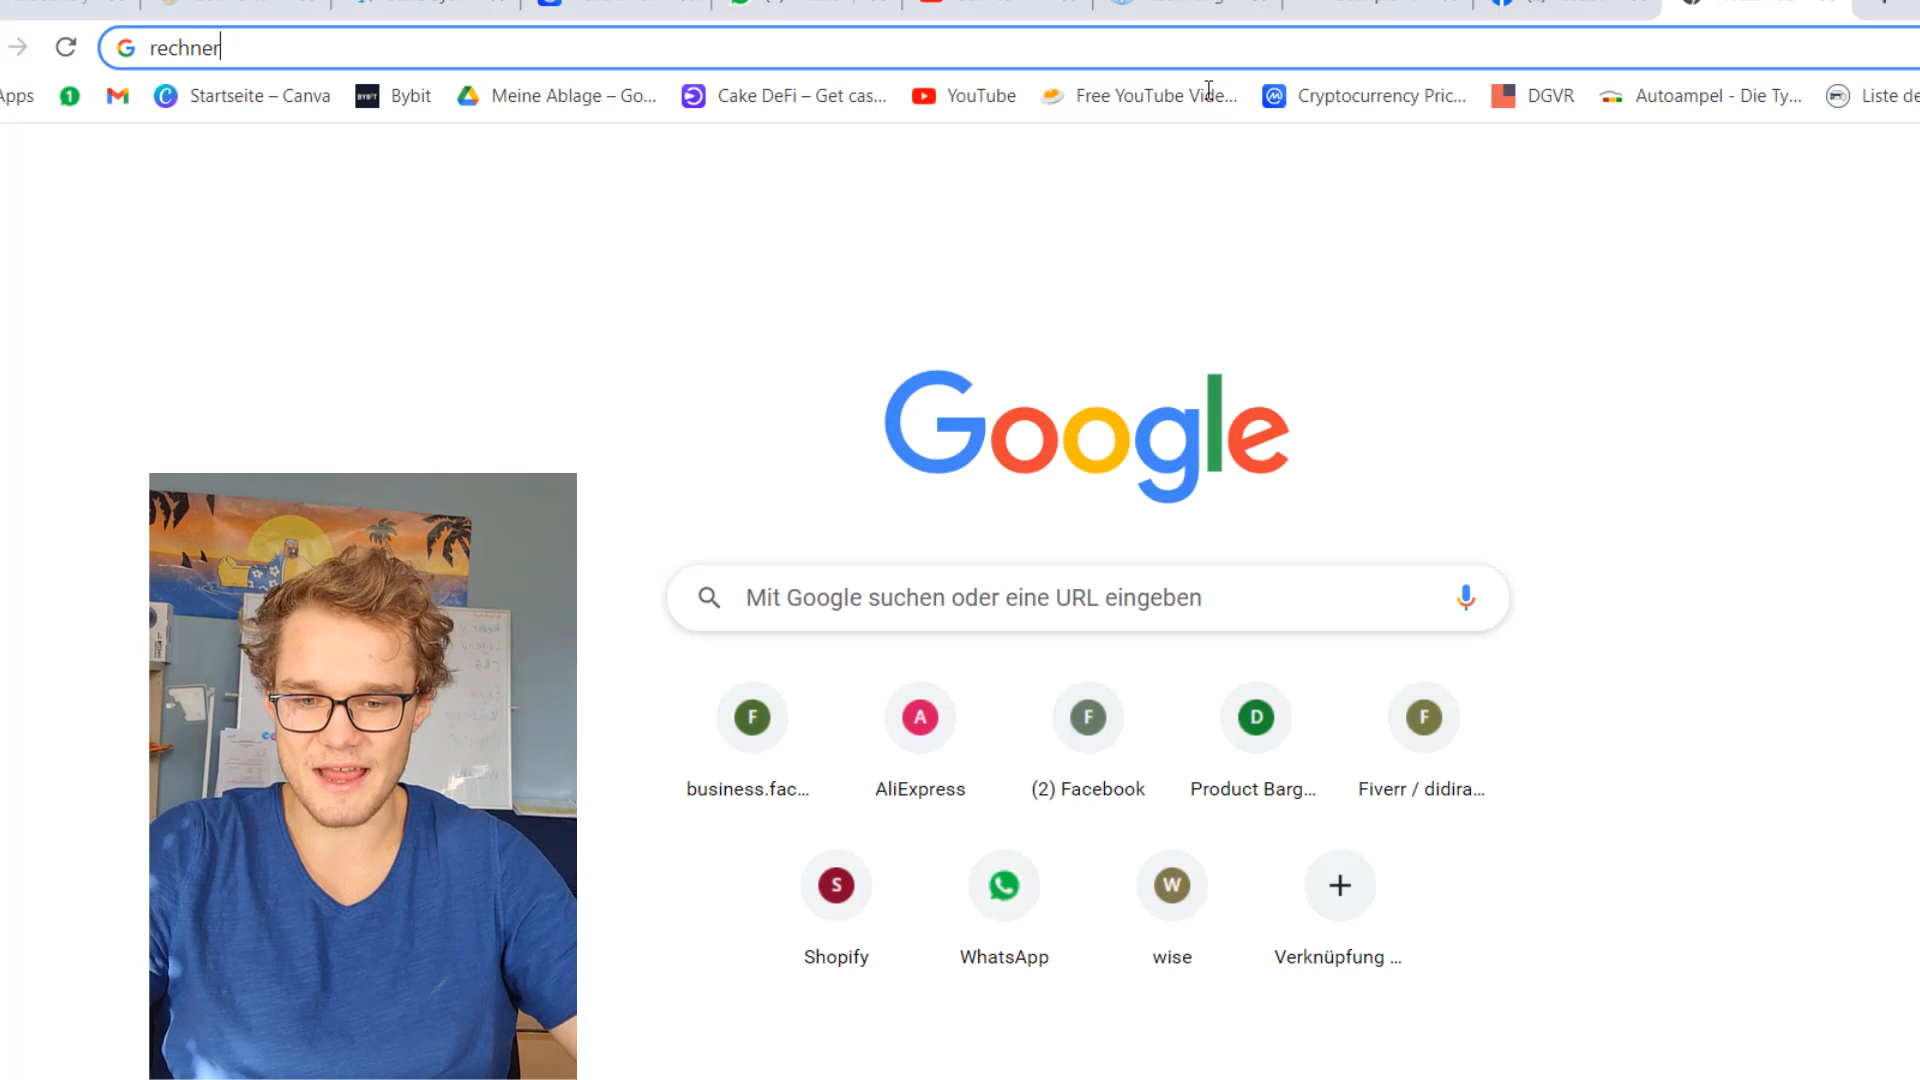 rechner
Apps
Startseite – Canva
BYBIT
Bybit
Meine Ablage – Go...
Cake DeFi – Get cas...
YouTube
Free YouTube Vide...
Cryptocurrency Pric...
DGVR
Autoampel - Die Ty...
Liste de
Google
Mit Google suchen oder eine URL eingeben
F
A
F
D
F
business.fac...
AliExpress
(2) Facebook
Product Barg...
Fiverr / didira...
S
W
Shopify
WhatsApp
wise
Verknüpfung ...